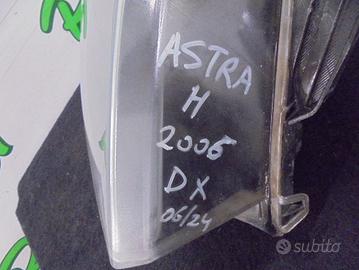 ASTRA
H
2006
DX
06/24
subito